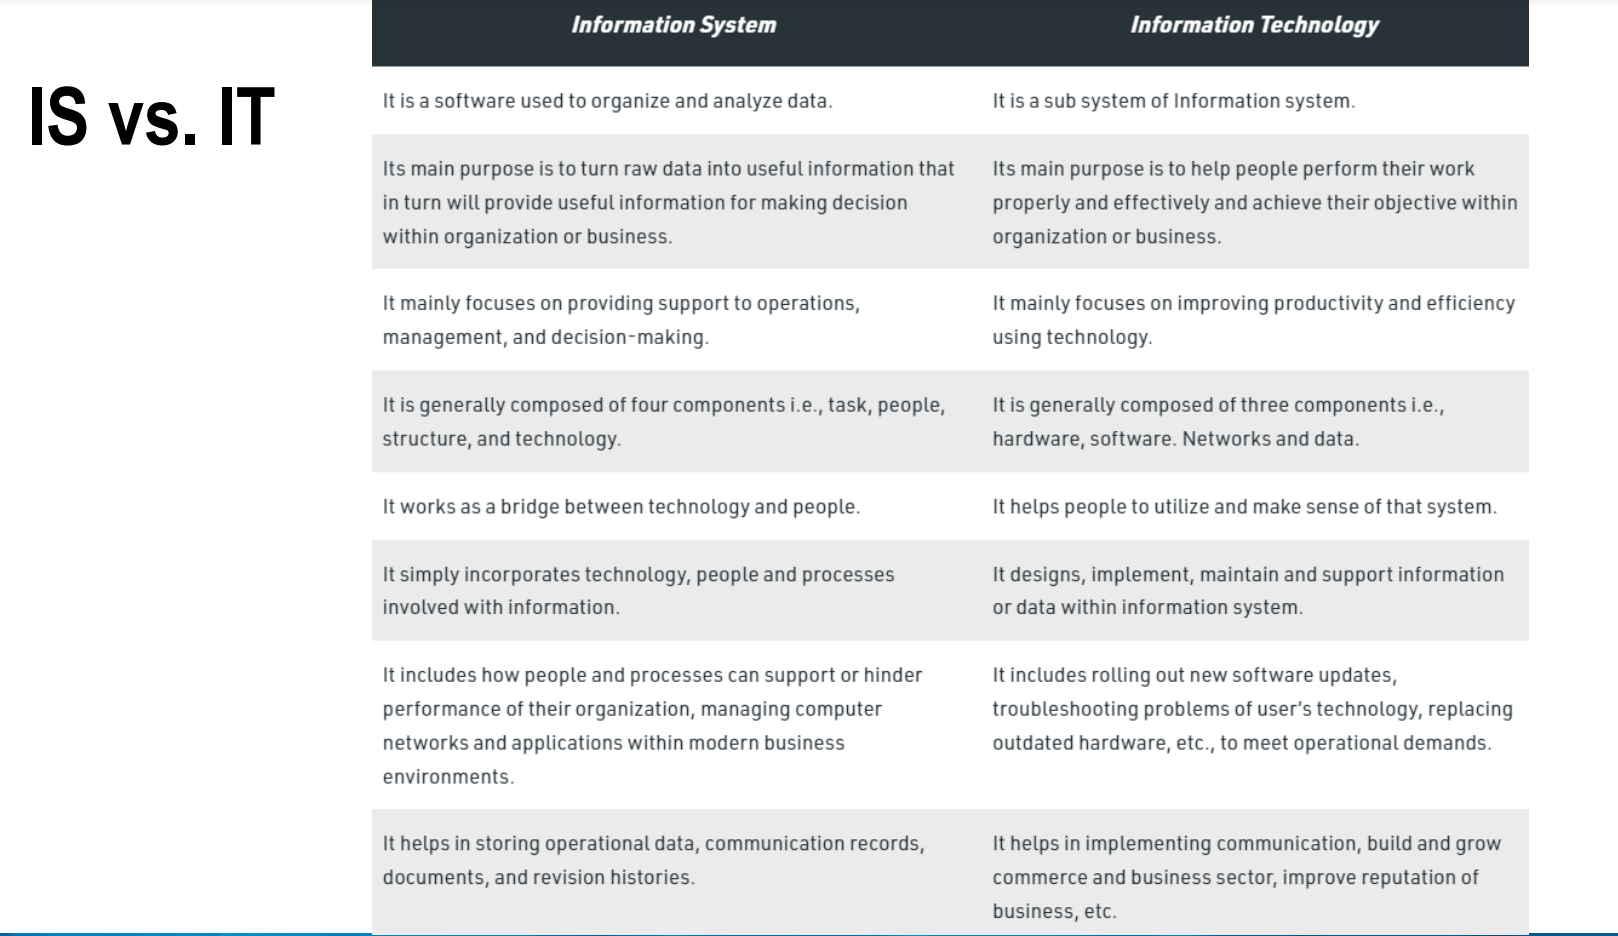 IS vs. IT
Information System
Information Technology
It is a software used to organize and analyze data.
It is a sub system of Information system.
Its main purpose is to turn raw data into useful information that
in turn will provide useful information for making decision
within organization or business.
Its main purpose is to help people perform their work
properly and effectively and achieve their objective within
organization or business.
It mainly focuses on providing support to operations,
management, and decision-making.
It mainly focuses on improving productivity and efficiency
using technology.
It is generally composed of four components i.e., task, people,
structure, and technology.
It is generally composed of three components i.e.,
hardware, software. Networks and data.
It works as a bridge between technology and people.
It helps people to utilize and make sense of that system.
It simply incorporates technology, people and processes
involved with information.
It designs, implement, maintain and support information
or data within information system.
It includes how people and processes can support or hinder
performance of their organization, managing computer
networks and applications within modern business
environments.
It includes rolling out new software updates,
troubleshooting problems of user’s technology, replacing
outdated hardware, etc., to meet operational demands.
It helps in storing operational data, communication records,
documents, and revision histories.
It helps in implementing communication, build and grow
commerce and business sector, improve reputation of
business, etc.